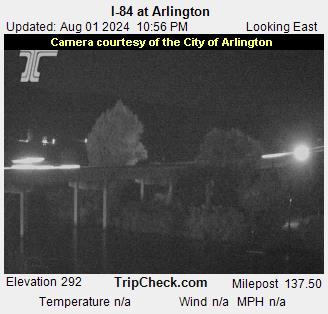 I-84 at Arlington
Updated: Aug 01 2024 10:56 PM Looking East
Camera courtesy of the City of Arlington
Elevation 292 TripCheck.com Milepost 137.50
Temperature n/a Wind n/a MPH n/a